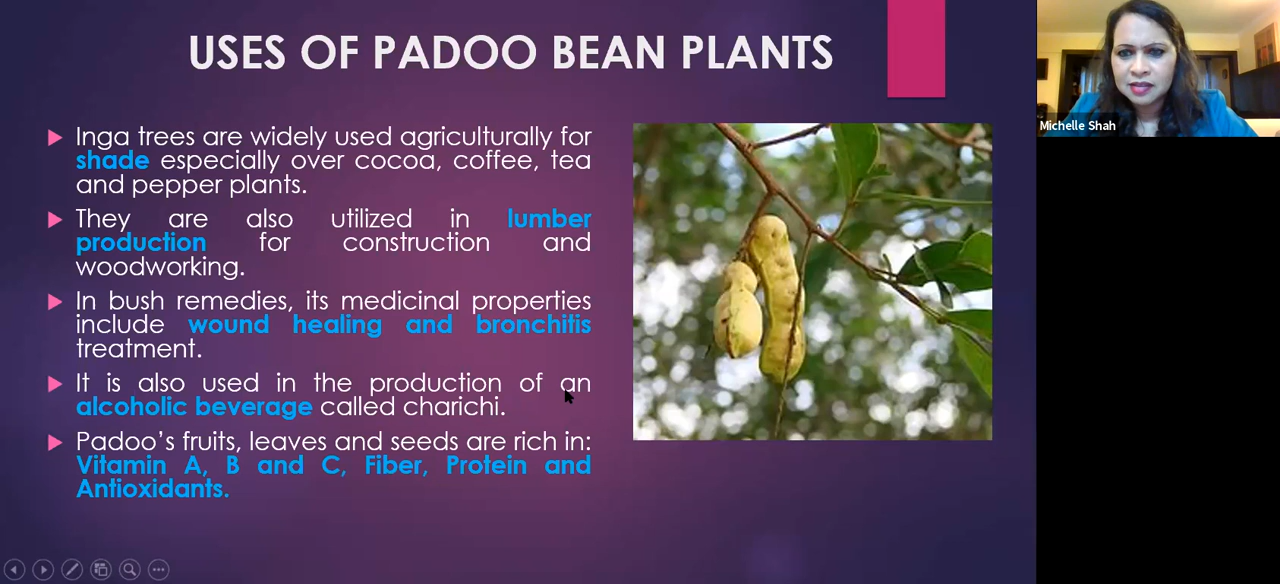 USES OF PADOO BEAN PLANTS
Inga trees are widely used agriculturally for
shade especially over cocoa, coffee, tea
and pepper plants.
They are also utilized in lumber
production for construction and
woodworking.
In bush remedies, its medicinal properties
include wound healing and bronchitis
treatment.
It is also used in the production of an
alcoholic beverage called charichi.
Padoo's fruits, leaves and seeds are rich in:
Vitamin A, B and C, Fiber, Protein and
Antioxidants.
Michelle Shah